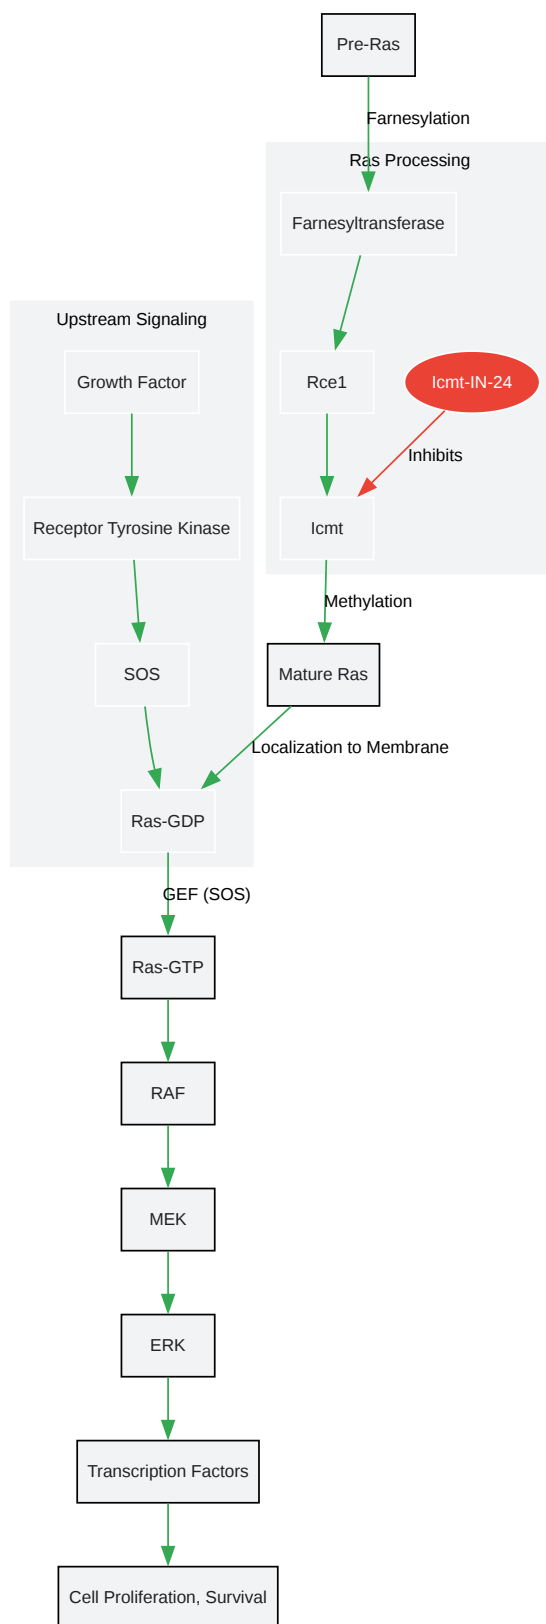 Pre-Ras
Farnesylation
Ras Processing
Farnesyltransferase
Upstream Signaling
Growth Factor
Rce1
Icmt-IN-24
Inhibits
Receptor Tyrosine Kinase
Icmt
Methylation
SOS
Mature Ras
Localization to Membrane
Ras-GDP
GEF (SOS)
Ras-GTP
RAF
MEK
ERK
Transcription Factors
Cell Proliferation, Survival